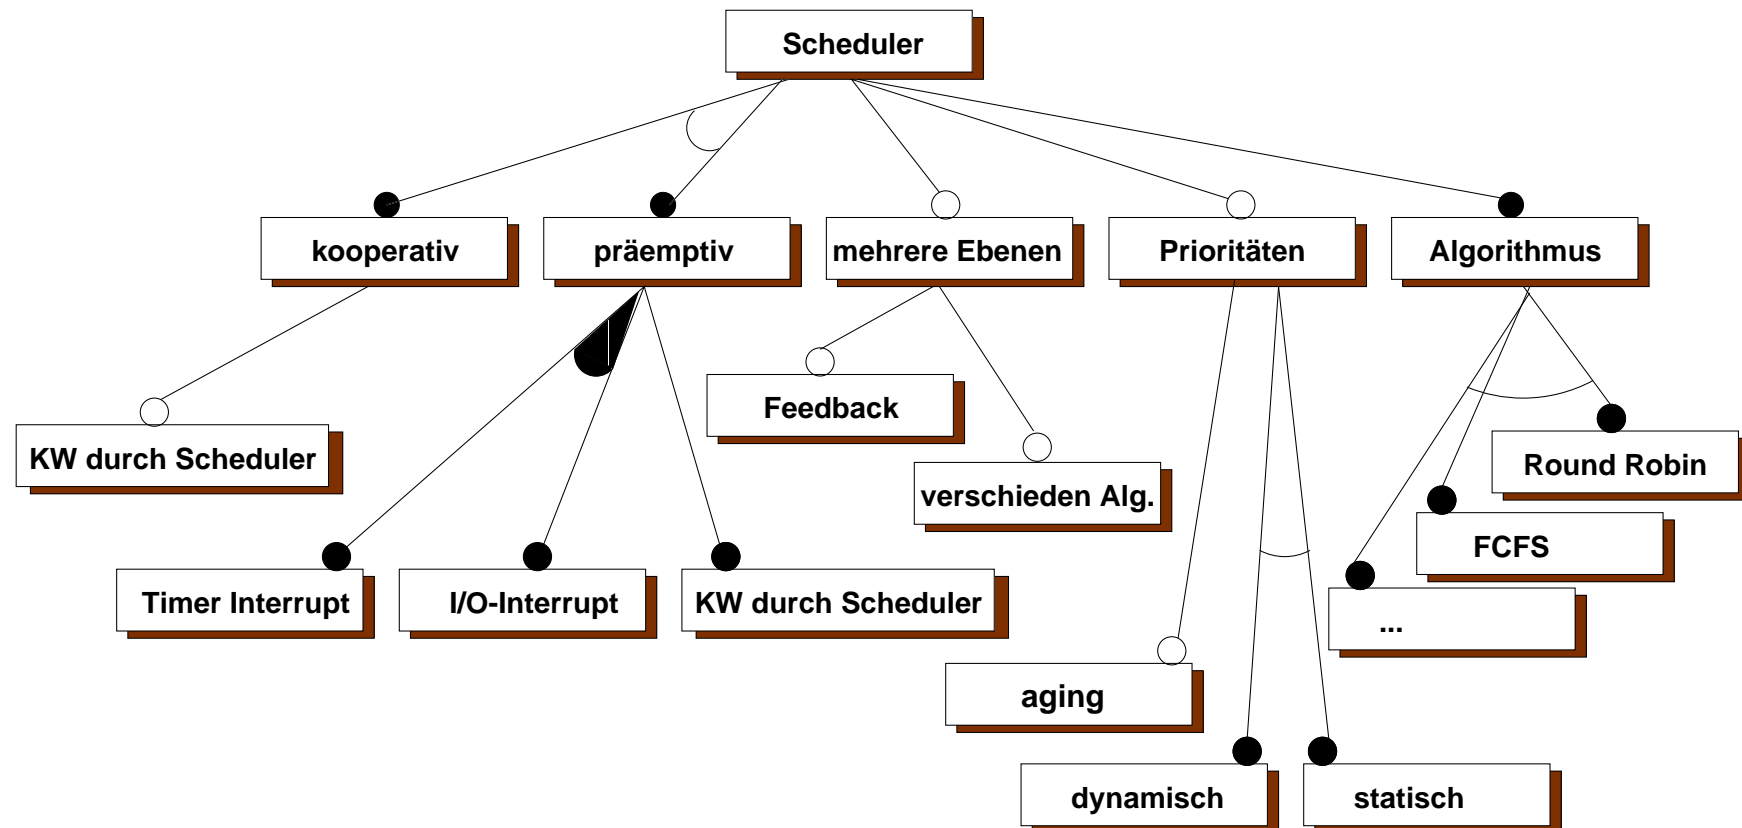 Scheduler
kooperativ
präemptiv
mehrere Ebenen
Prioritäten
Algorithmus
Feedback
KW durch Scheduler
Round Robin
verschieden Alg.
FCFS
Timer Interrupt
I/O-Interrupt
KW durch Scheduler
...
aging
dynamisch
statisch